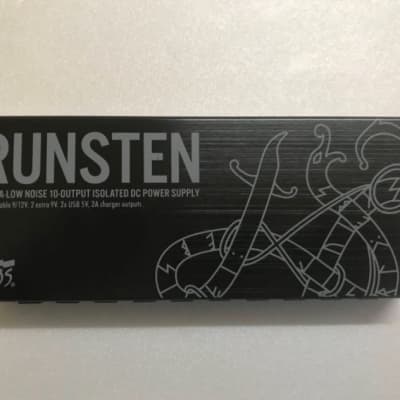 RUNSTEN
A-LOW NOISE 10-OUTPUT ISOLATED DC POWER SUPPLY
able 9/12V, 2 extra 9V, 2x USB 5V, 2A charger outputs